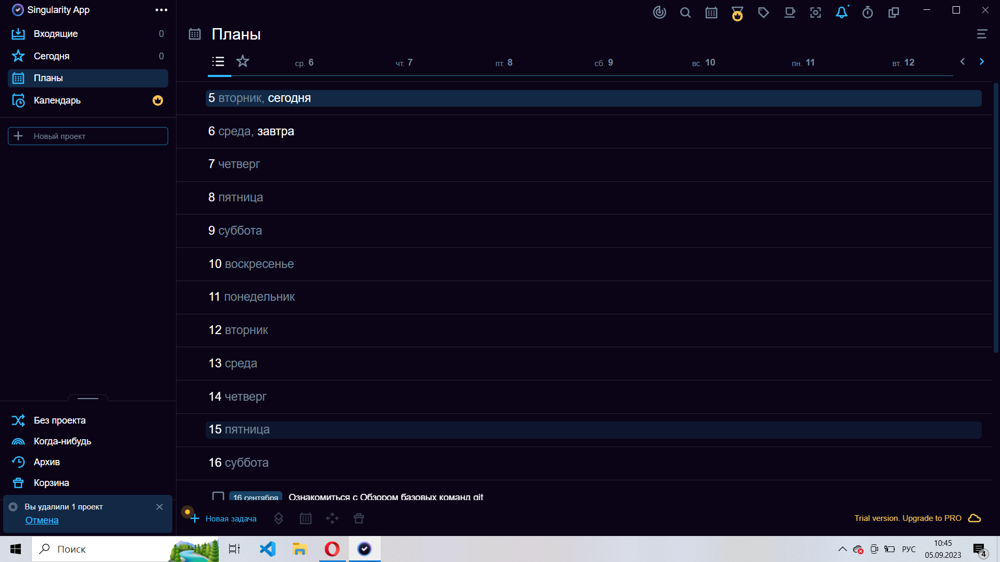 Singularity App
Входящие 0
Сегодня 0
Планы
Календарь
Новый проект
Без проекта
Когда-нибудь
Архив
Корзина
Вы удалили 1 проект
Отмена
Планы
ср. 6 чт. 7 пт. 8 сб. 9 вс. 10 пн. 11 вт. 12
5 вторник, сегодня
6 среда, завтра
7 четверг
8 пятница
9 суббота
10 воскресенье
11 понедельник
12 вторник
13 среда
14 четверг
15 пятница
16 суббота
16 сентября Ознакомиться с Обзором базовых команд git
Новая задача
Trial version. Upgrade to PRO
Поиск
РУС
10:45
05.09.2023
4